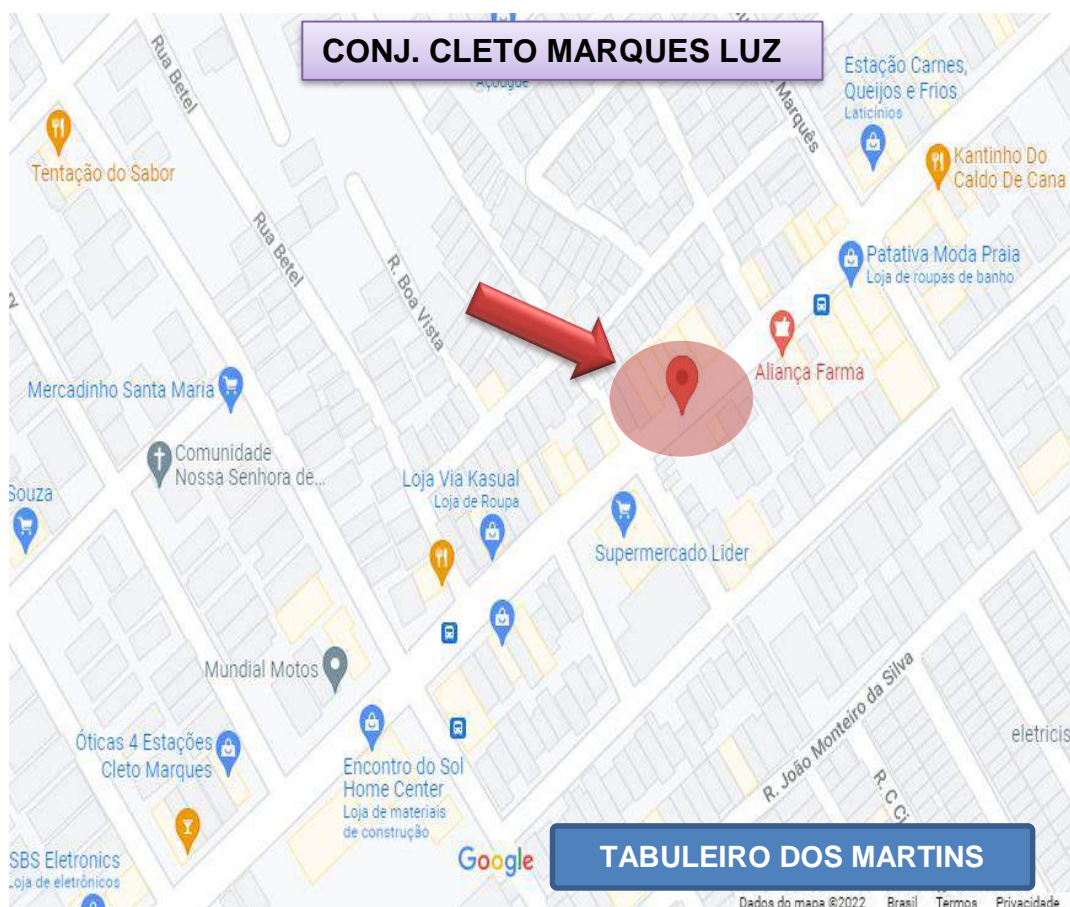 CONJ. CLETO MARQUES LUZ
Rua Betel
Açougue
Marquês
Estação Carnes,
Queijos e Frios
Laticínios
Tentação do Sabor
Kantinho Do
Caldo De Cana
Rua Betel
R. Boa Vista
Patativa Moda Praia
Loja de roupas de banho
Aliança Farma
Mercadinho Santa Maria
Comunidade
Nossa Senhora de...
Souza
Loja Via Kasual
Loja de Roupa
Supermercado Lider
Mundial Motos
R. João Monteiro da Silva
Óticas 4 Estações
Cleto Marques
Encontro do Sol
Home Center
Loja de materiais
de construção
R. C Ci
eletricis
SBS Eletronics
Loja de eletrônicos
Google
TABULEIRO DOS MARTINS
Dados do mapa ©2022 Brasil Termos Privacidade